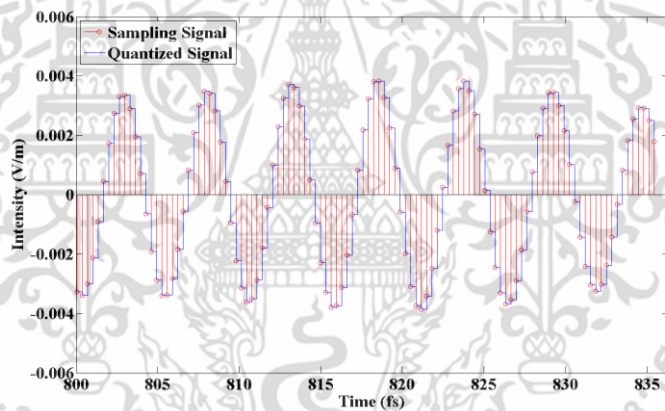 0.006
Sampling Signal
Quantized Signal
0.004
0.002
0
-0.002
-0.004
-0.006
Intensity (V/m)
800 805 810 815 820 825 830 835
Time (fs)